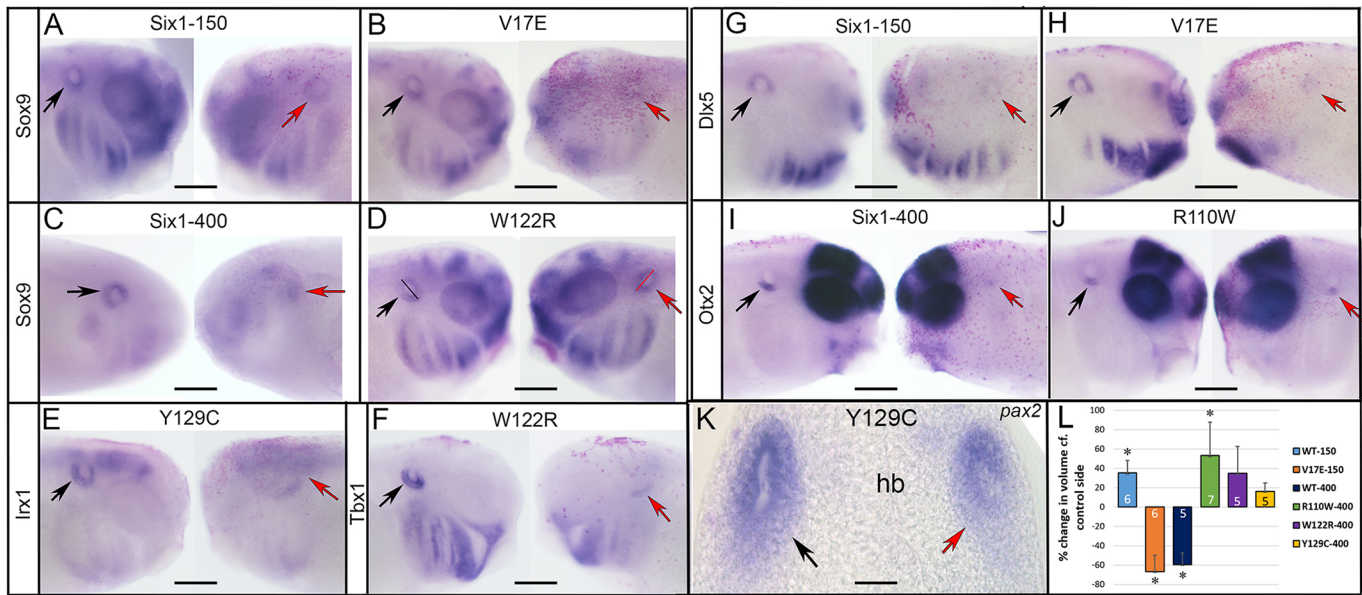 A Six1-150
B V17E
G Six1-150
H V17E
Sox9
Dlx5
C Six1-400
D W122R
I Six1-400
J R110W
Sox9
Otx2
E Y129C
F W122R
K Y129C pax2
L
Irx1
Tbx1
hb
% change in volume cf.
control side
100
80
60
40
20
0
-20
-40
-60
-80
*
6
6
*
5
*
*
7
5
5
WT-150
V17E-150
WT-400
R110W-400
W122R-400
Y129C-400